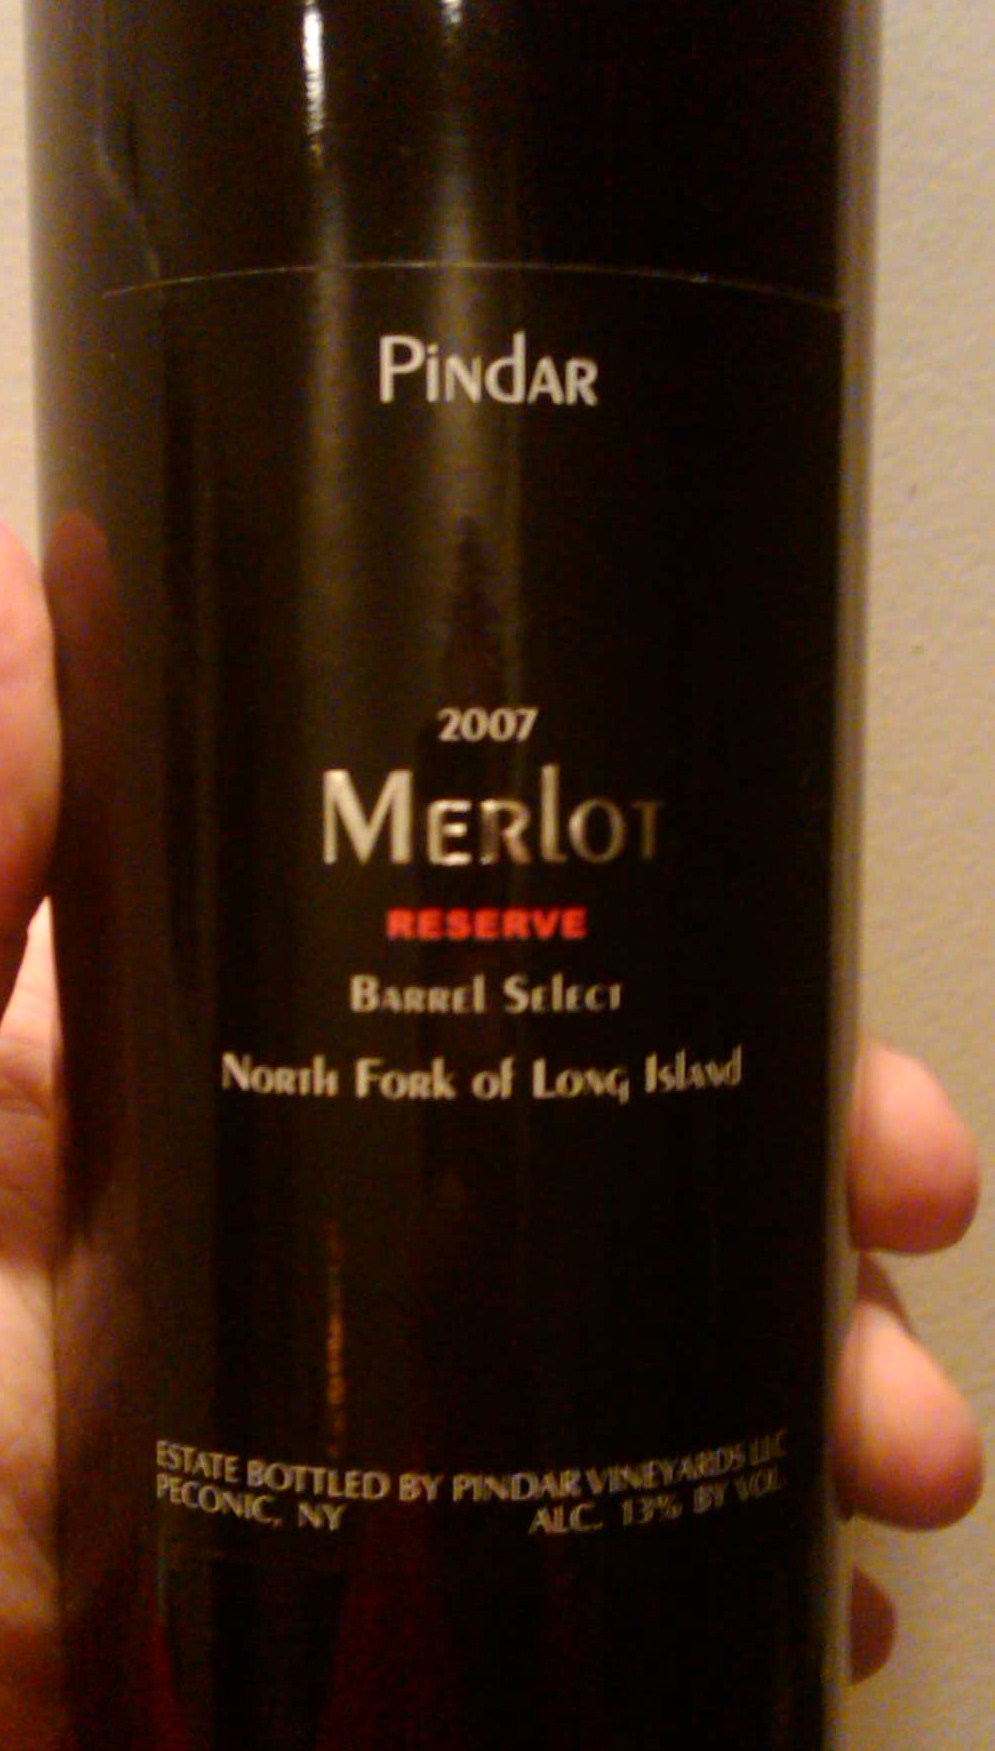 PiNdAR
2007
MERlOT
RESERVE
BARREl SElECT
NORTh FORk of LONG IslANd
ESTATE BOTTLED BY PINDAR VINEYARDS LLC
PECONIC, NY ALC. 13% BY VOL.